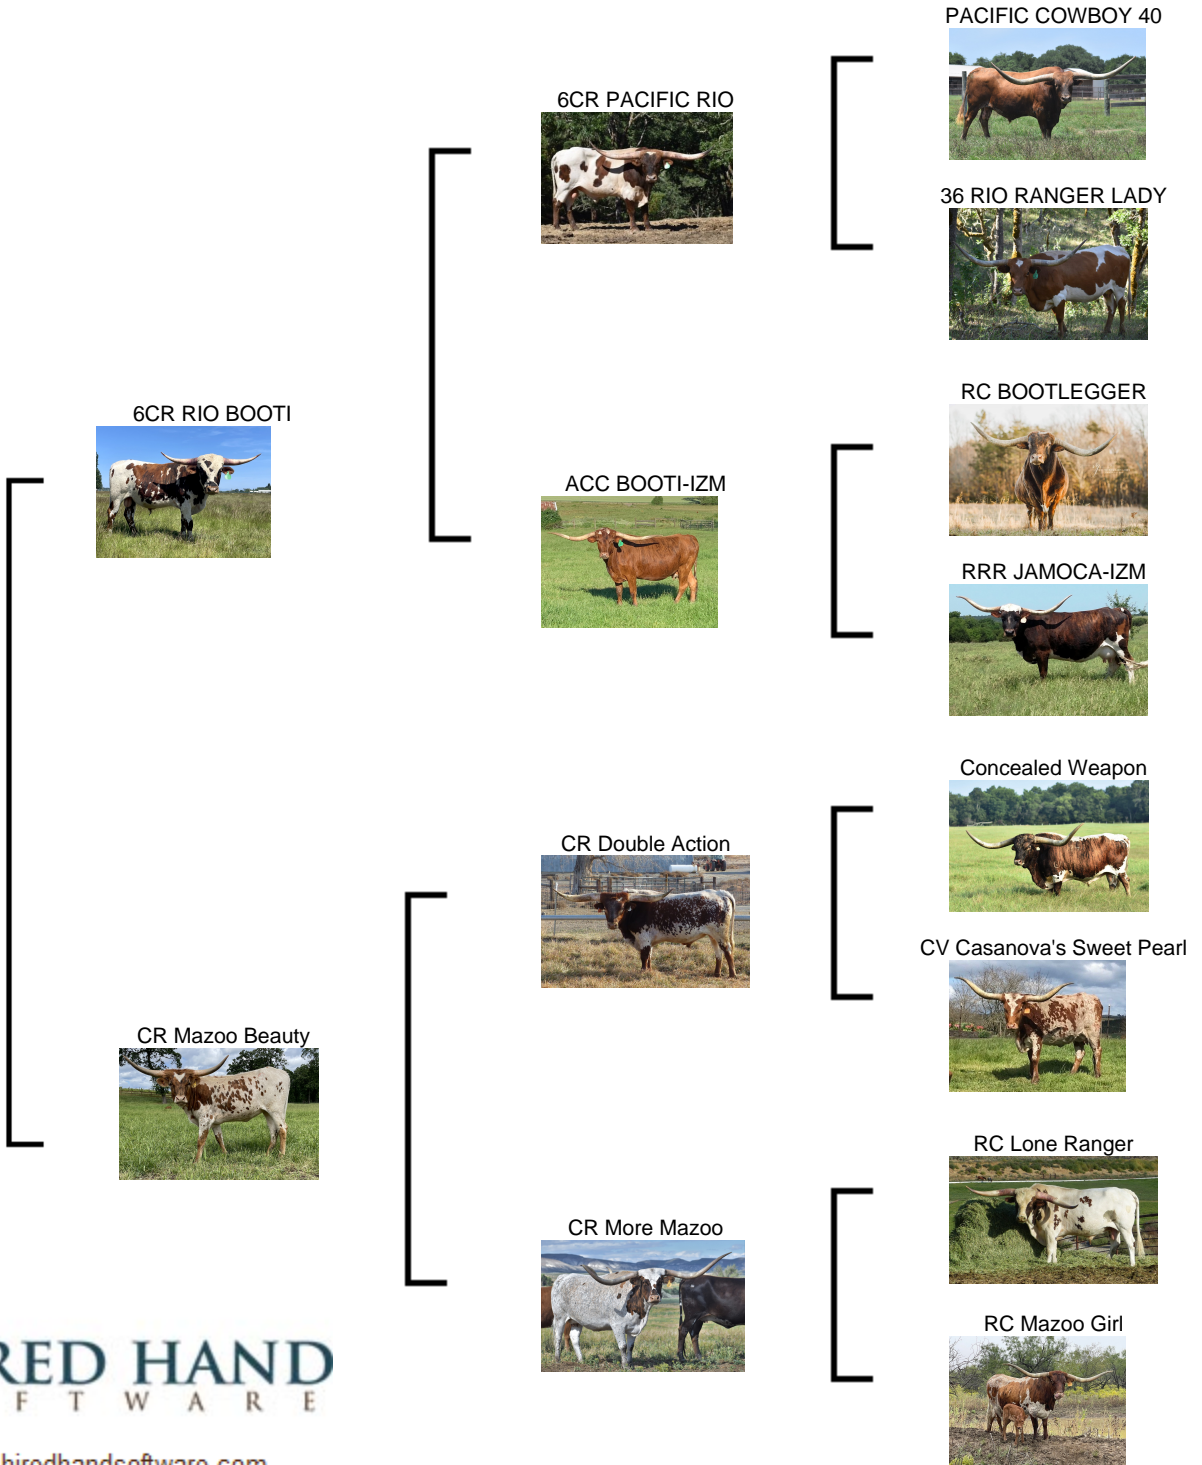 PACIFIC COWBOY 40
6CR PACIFIC RIO
36 RIO RANGER LADY
6CR RIO BOOTI
RC BOOTLEGGER
ACC BOOTI-IZM
RRR JAMOCA-IZM
Concealed Weapon
CR Double Action
CV Casanova's Sweet Pearl
CR Mazoo Beauty
RC Lone Ranger
CR More Mazoo
RC Mazoo Girl
RED HAND
F T W A R E
hiredhandsoftware.com